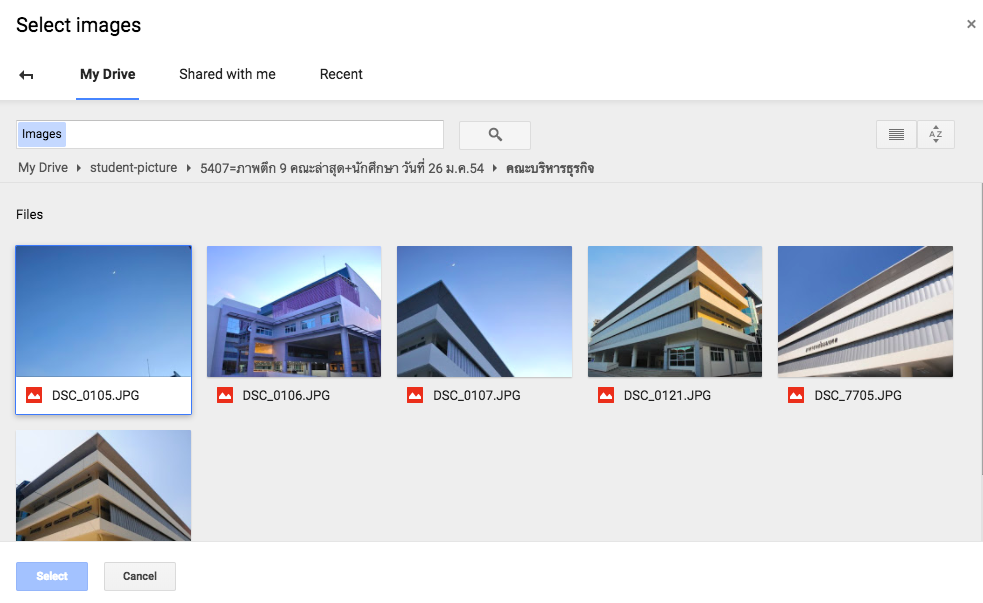 Select images
My Drive Shared with me Recent
Images
AZ
My Drive student-picture 5407=ภาพตึก 9 คณะล่าสุด+นักศึกษา วันที่ 26 ม.ค.54 คณะบริหารธุรกิจ
Files
DSC_0105.JPG DSC_0106.JPG DSC_0107.JPG DSC_0121.JPG DSC_7705.JPG
Select Cancel